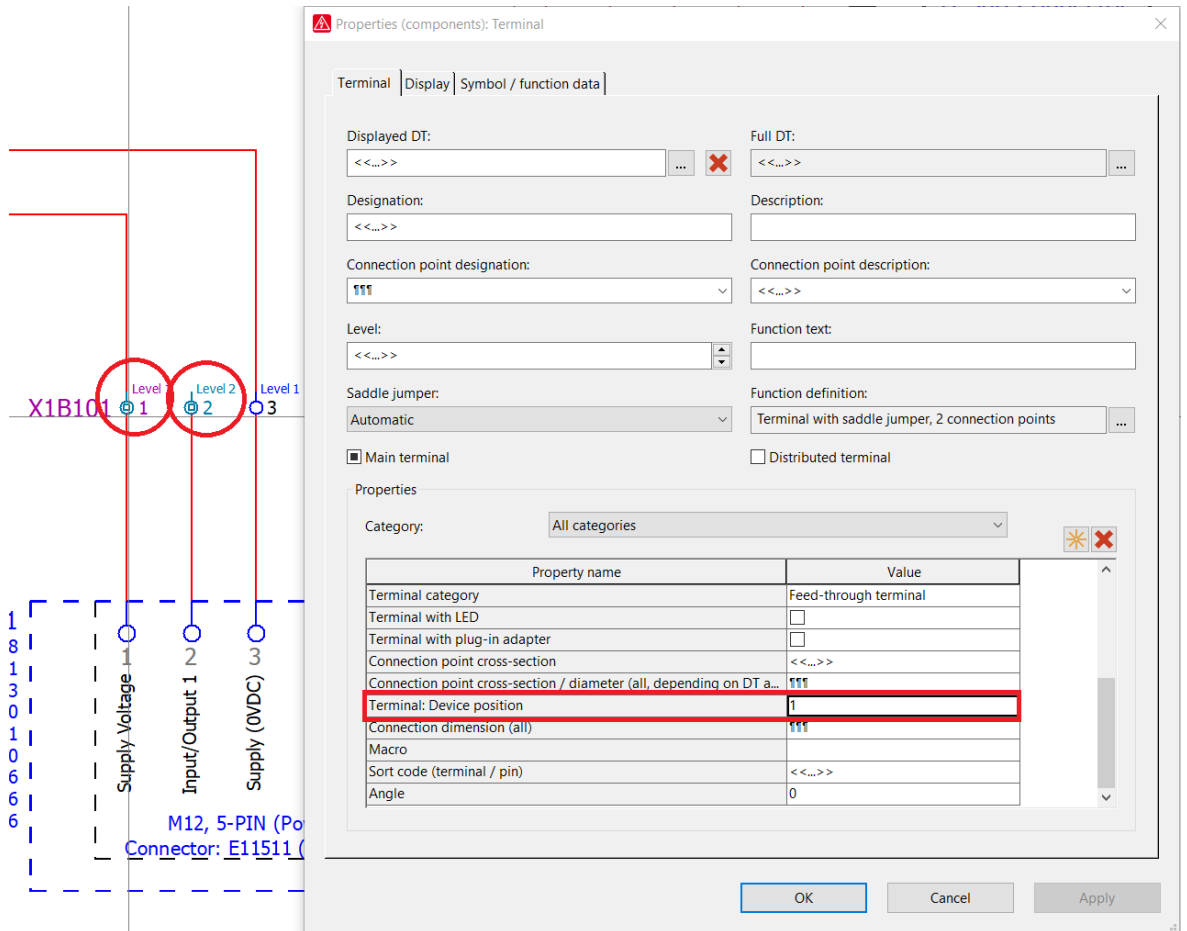 Properties (components): Terminal
Terminal
Display
Symbol / function data
Displayed DT:
Full DT:
<<...>>
...
<<...>>
...
Designation:
Description:
<<...>>
Connection point designation:
Connection point description:
¶¶¶
<<...>>
Level:
Function text:
<<...>>
Saddle jumper:
Function definition:
Automatic
Terminal with saddle jumper, 2 connection points
...
Main terminal
Distributed terminal
Properties
Category:
All categories
Property name
Value
Terminal category
Feed-through terminal
Terminal with LED
Terminal with plug-in adapter
Connection point cross-section
<<...>>
Connection point cross-section / diameter (all, depending on DT a...
¶¶¶
Terminal: Device position
1
Connection dimension (all)
¶¶¶
Macro
Sort code (terminal / pin)
<<...>>
Angle
0
OK
Cancel
Apply
Level
Level 2
Level 1
X1B101
1
2
3
1
8
1
3
0
1
0
6
6
6
1
2
3
Supply Voltage
Input/Output 1
Supply (0VDC)
M12, 5-PIN (Po
Connector: E11511 (